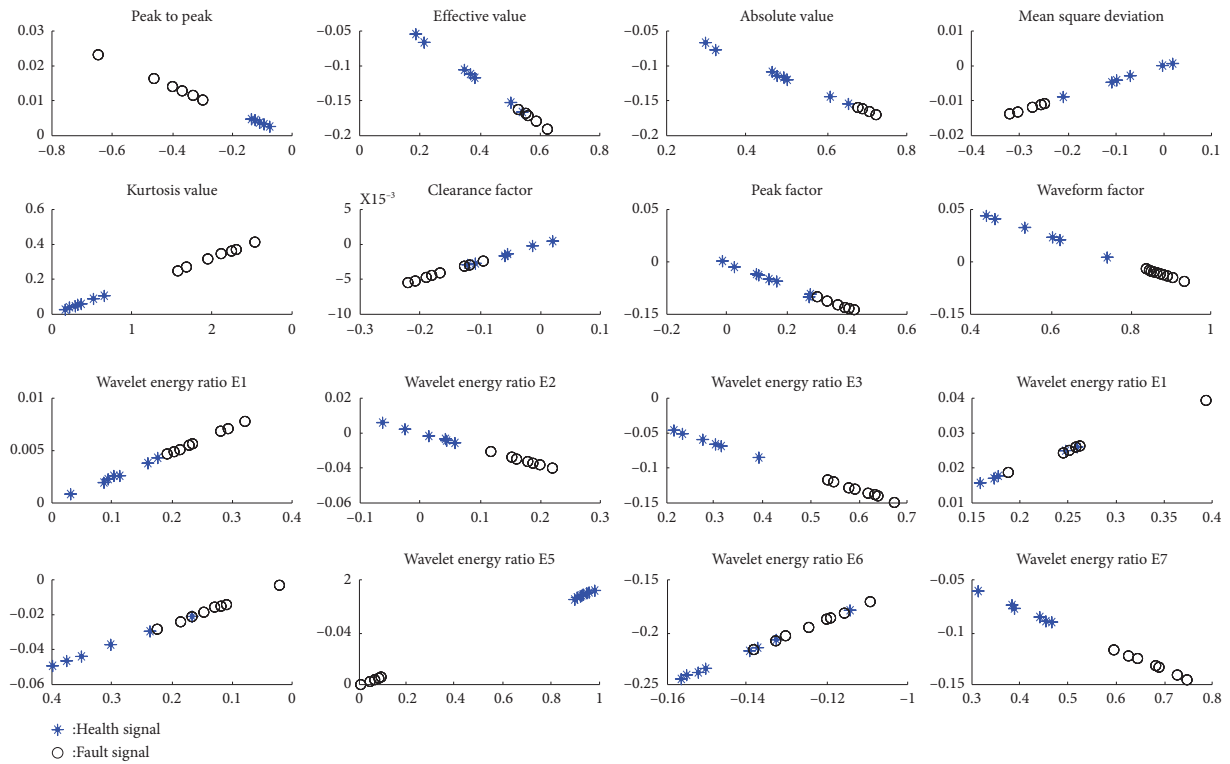 Peak to peak
0.03
0.02
0.01
0
−0.8 −0.6 −0.4 −0.2 0
Effective value
−0.05
−0.1
−0.15
−0.2
0 0.2 0.4 0.6 0.8
Absolute value
−0.05
−0.1
−0.15
−0.2
0.2 0.4 0.6 0.8
Mean square deviation
0.01
0
−0.01
−0.02
−0.4 −0.3 −0.2 −0.1 0 0.1
Kurtosis value
0.6
0.4
0.2
0
0 1 2 0
Clearance factor
X10−3
5
0
−5
−10
−0.3 −0.2 −0.1 0 0.1
Peak factor
0.05
0
−0.15
−0.2 0 0.2 0.4 0.6
Waveform factor
0.05
0
−0.15
0.4 0.6 0.8 1
Wavelet energy ratio E1
0.01
0.005
0
0 0.1 0.2 0.3 0.4
Wavelet energy ratio E2
0.02
0
−0.04
−0.06
−0.1 0 0.1 0.2 0.3
Wavelet energy ratio E3
0
−0.05
−0.1
−0.15
0.2 0.3 0.4 0.5 0.6 0.7
Wavelet energy ratio E1
0.04
0.03
0.02
0.01
0.15 0.2 0.25 0.3 0.35 0.4
0
−0.02
−0.04
−0.06
0.4 0.3 0.2 0.1 0
Wavelet energy ratio E5
2
−0.04
0
0 0.2 0.4 0.6 0.8 1
Wavelet energy ratio E6
−0.15
−0.2
−0.25
−0.16 −0.14 −0.12 −1
Wavelet energy ratio E7
−0.05
−0.1
−0.15
0.3 0.4 0.5 0.6 0.7 0.8
:Health signal
:Fault signal